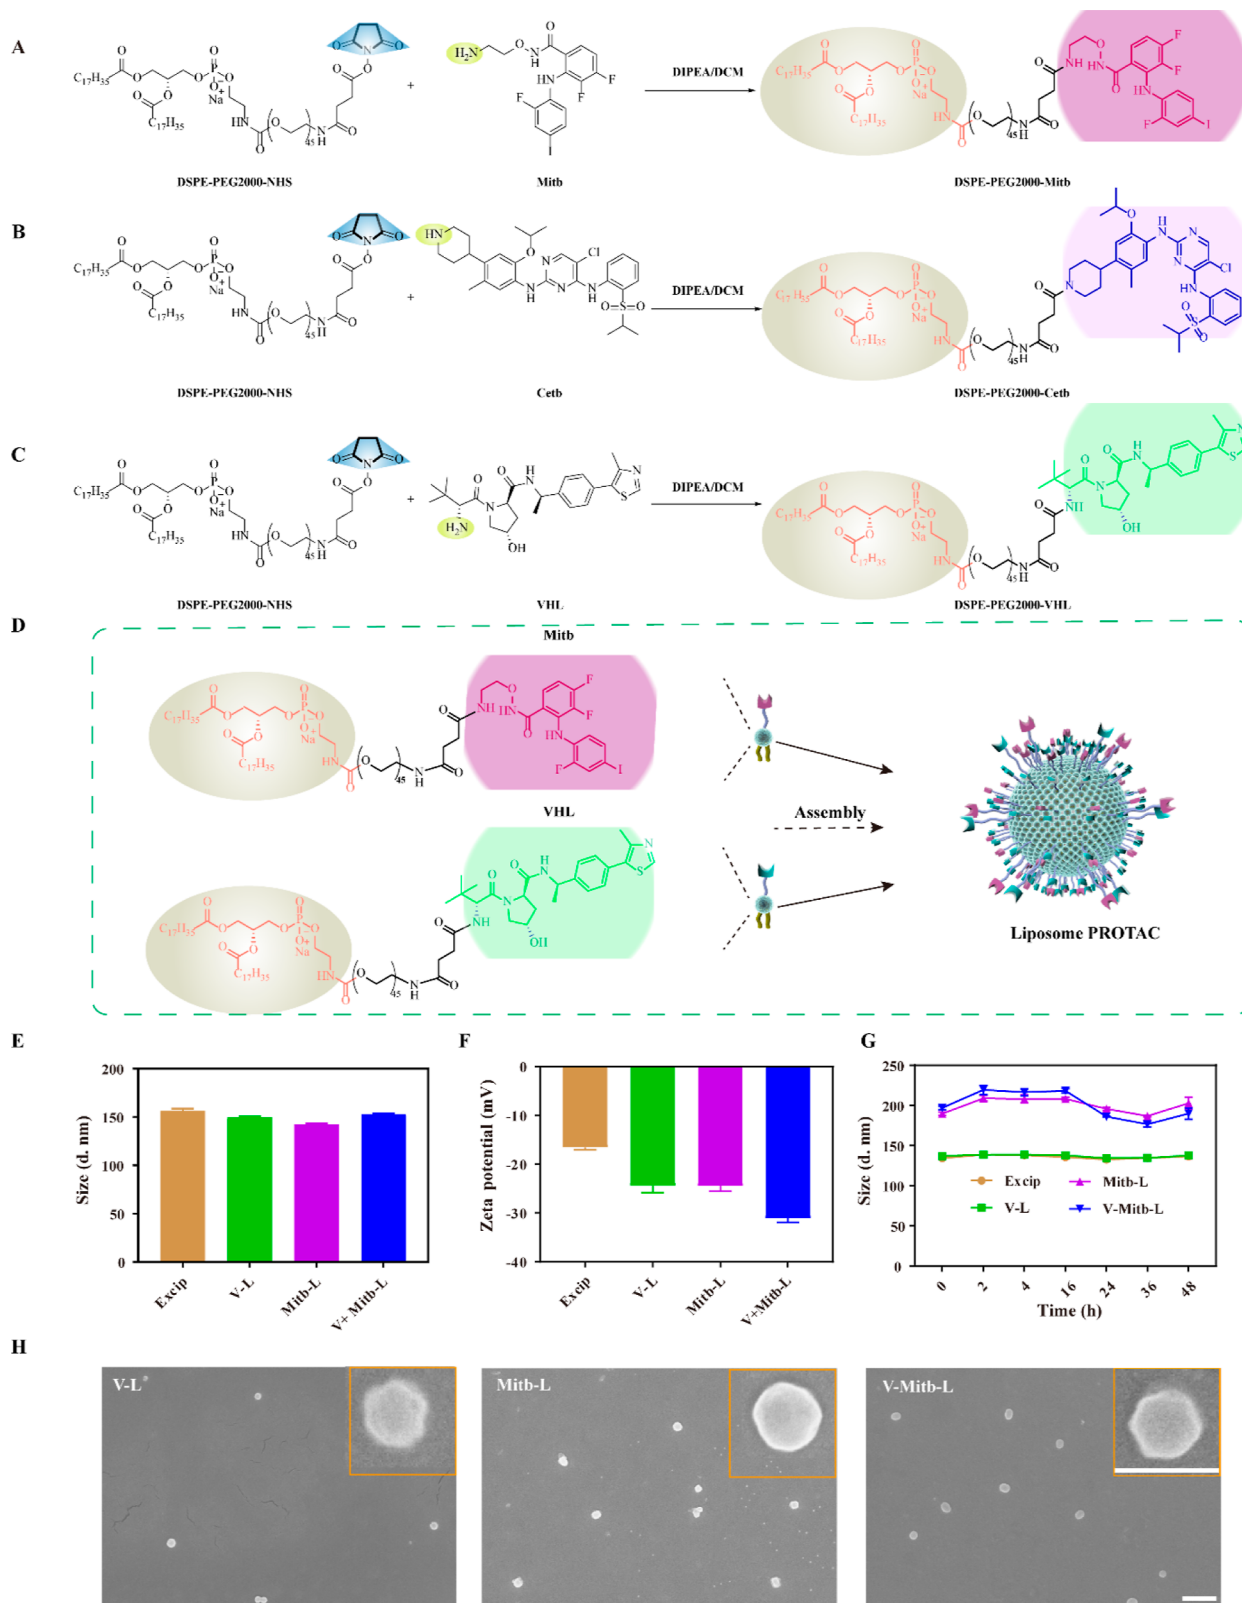 A
DSPE-PEG2000-NHS
+
Mitb
DIPEA/DCM
DSPE-PEG2000-Mitb
B
DSPE-PEG2000-NHS
+
Cetb
DIPEA/DCM
DSPE-PEG2000-Cetb
C
DSPE-PEG2000-NHS
+
VHL
DIPEA/DCM
DSPE-PEG2000-VHL
D
Mitb
VHL
Assembly
Liposome PROTAC
E
Size (d. nm)
200
150
100
50
0
Excip
V-L
Mitb-L
V+ Mitb-L
F
Zeta potential (mV)
0
-10
-20
-30
-40
Excip
V-L
Mitb-L
V+Mitb-L
G
Size (d. nm)
250
200
150
100
50
0
Excip
Mitb-L
V-L
V-Mitb-L
0
2
4
16
24
36
48
Time (h)
H
V-L
Mitb-L
V-Mitb-L